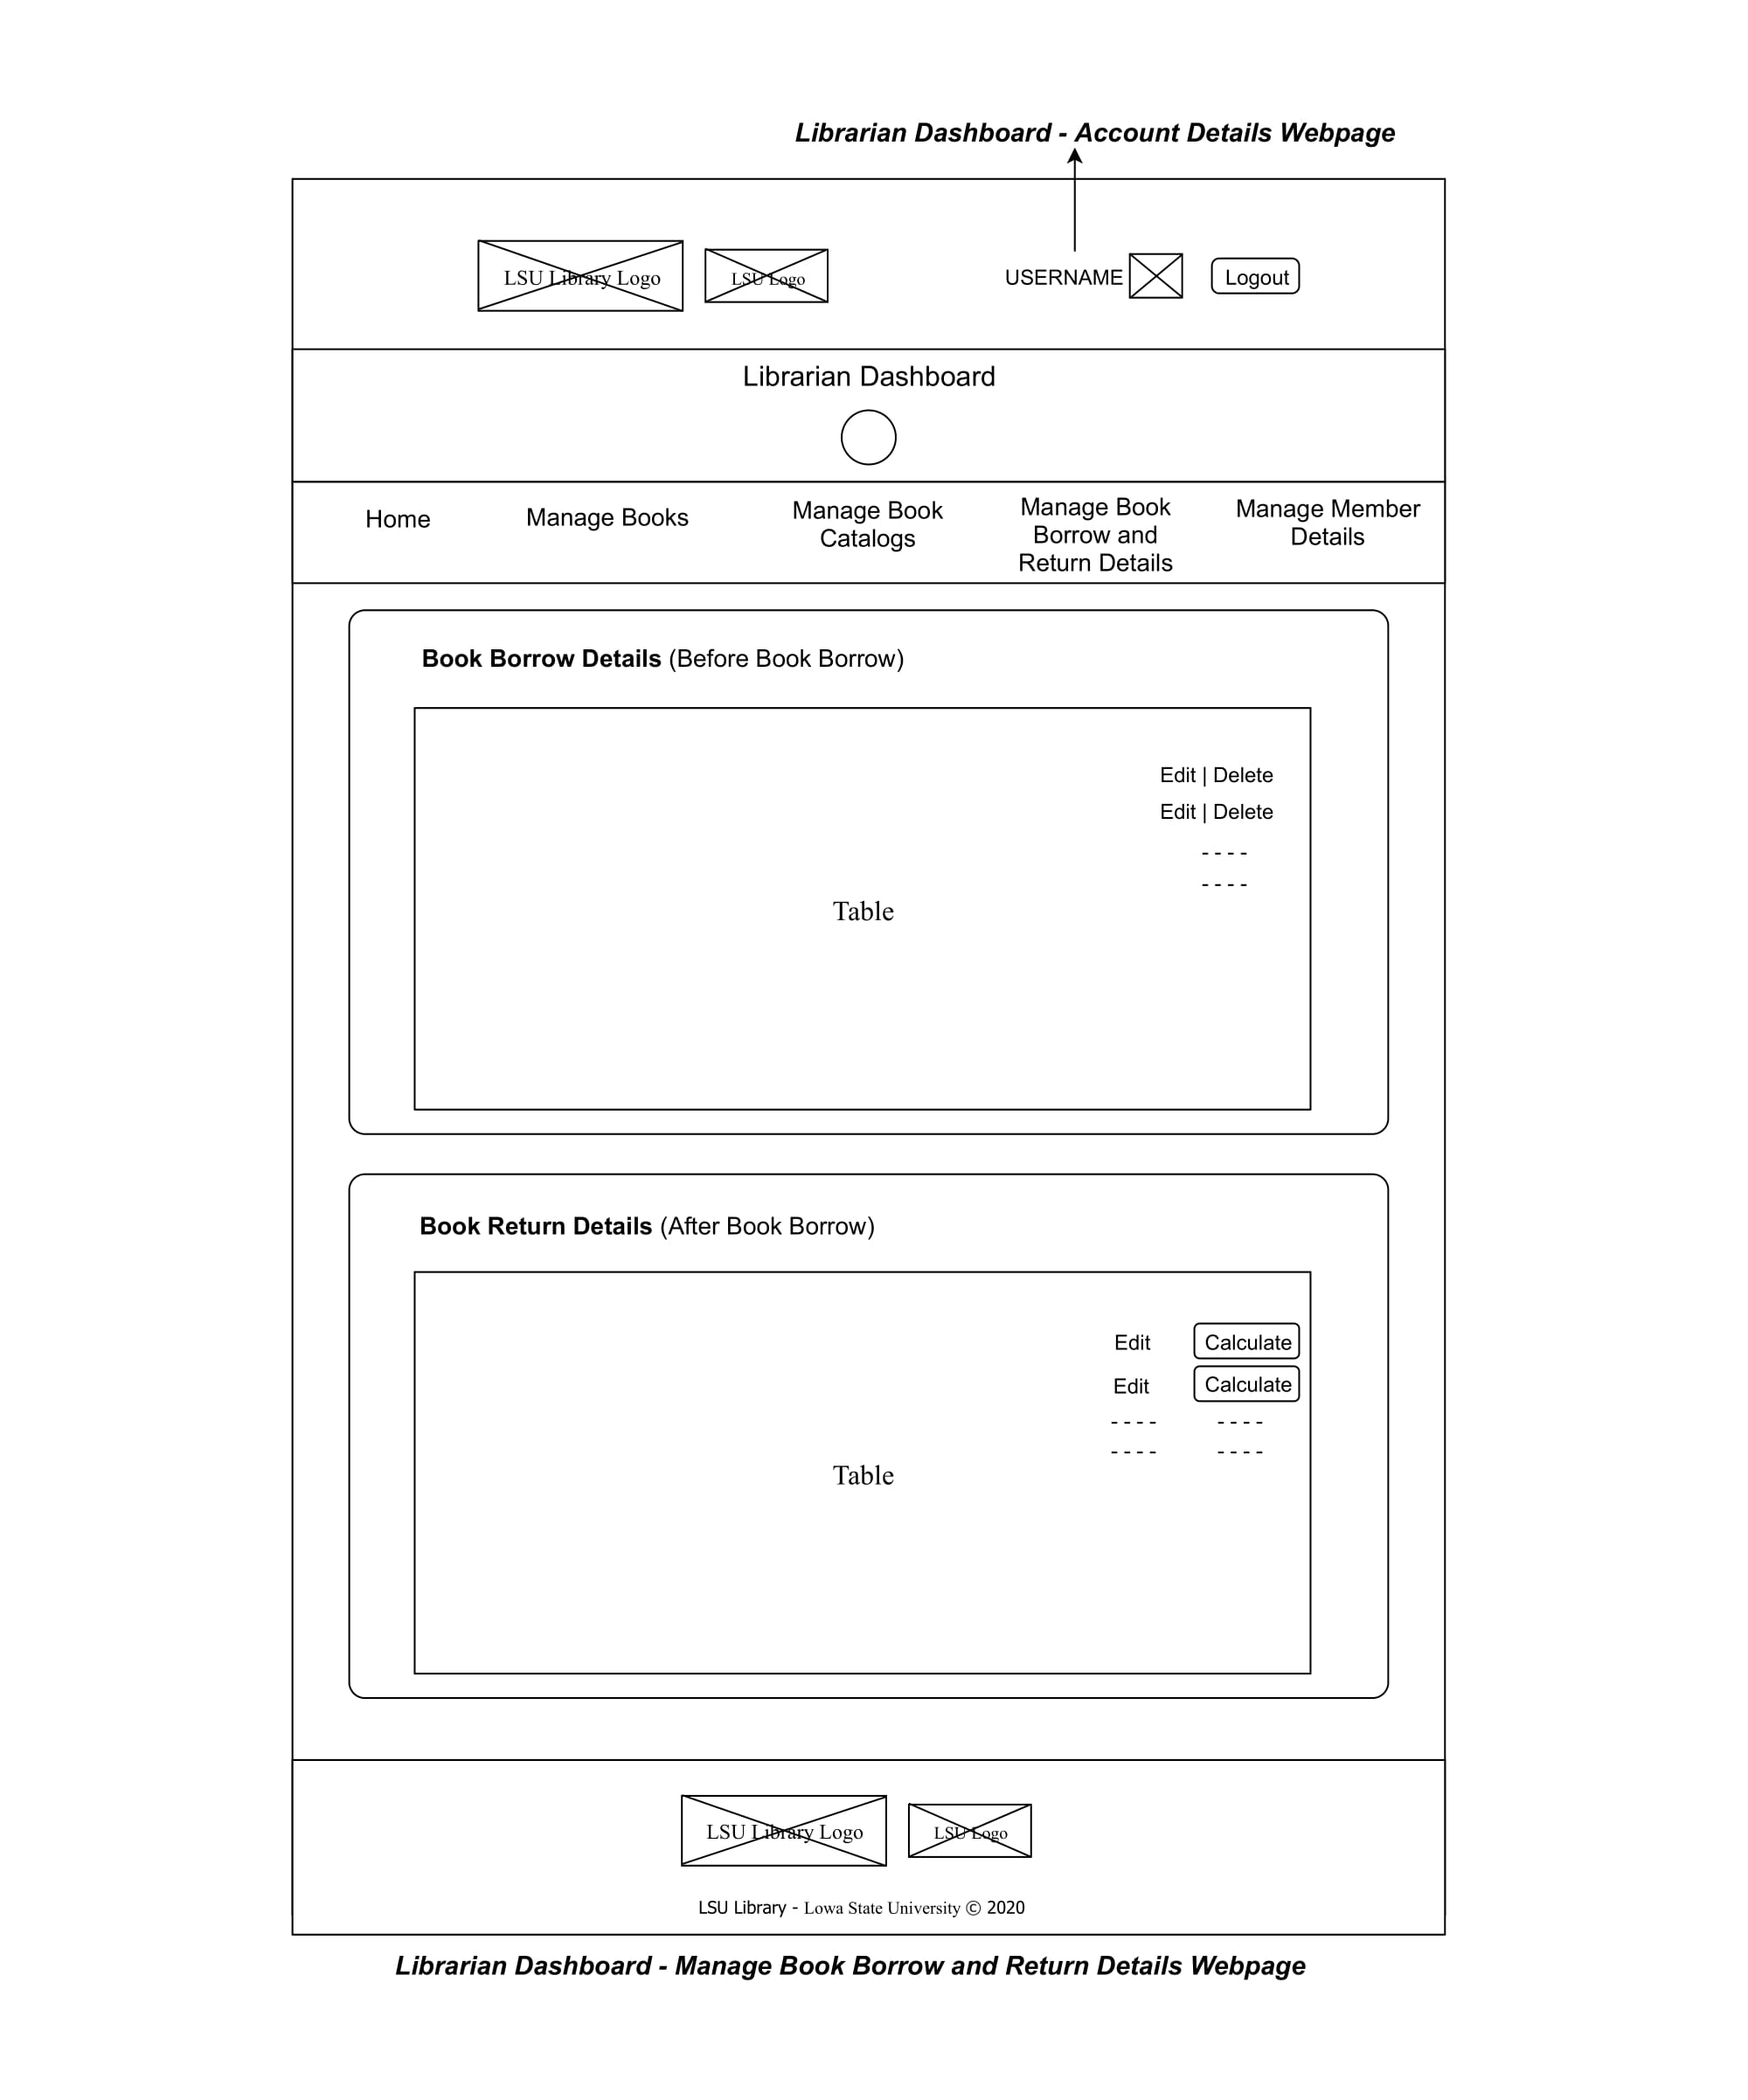 Librarian Dashboard - Account Details Webpage
LSU Library Logo
LSU Logo
USERNAME
Logout
Librarian Dashboard
Home
Manage Books
Manage Book
Catalogs
Manage Book
Borrow and
Return Details
Manage Member
Details
Book Borrow Details (Before Book Borrow)
Edit | Delete
Edit | Delete
- - - -
- - - -
Table
Book Return Details (After Book Borrow)
Edit Calculate
Edit Calculate
- - - - - - - -
- - - - - - - -
Table
LSU Library Logo
LSU Logo
LSU Library - Lowa State University © 2020
Librarian Dashboard - Manage Book Borrow and Return Details Webpage